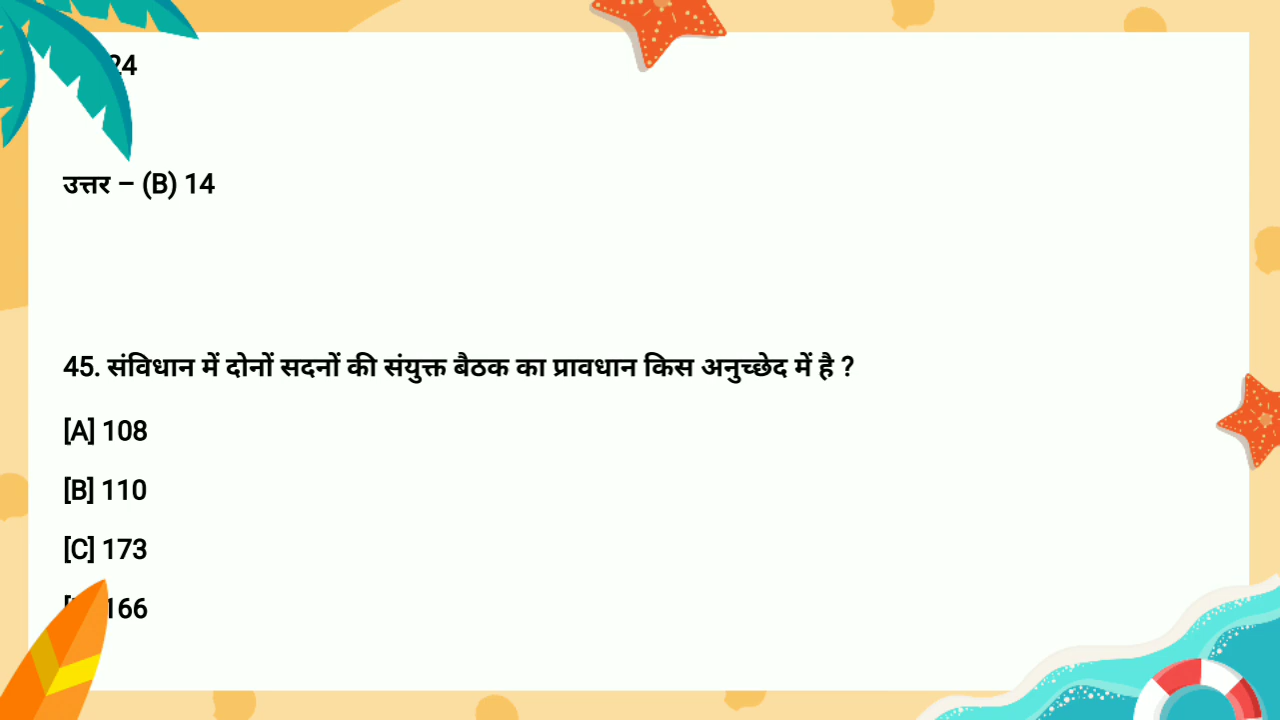 24
उत्तर – (B) 14
45. संविधान में दोनों सदनों की संयुक्त बैठक का प्रावधान किस अनुच्छेद में है ?
[A] 108
[B] 110
[C] 173
166